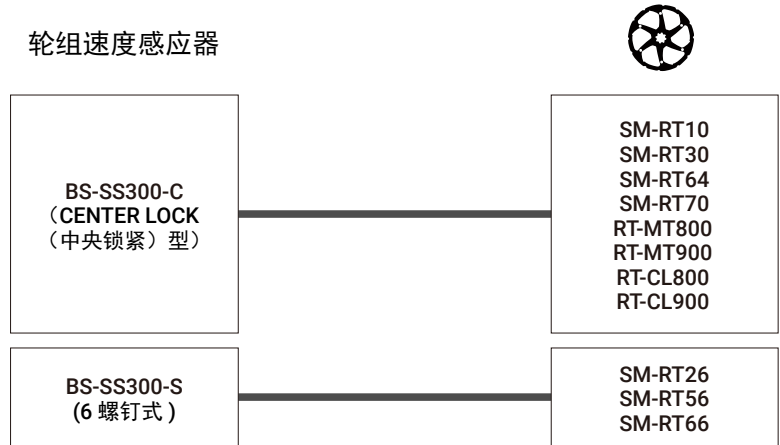 轮组速度感应器
BS-SS300-C
（CENTER LOCK
（中央锁紧）型）
SM-RT10
SM-RT30
SM-RT64
SM-RT70
RT-MT800
RT-MT900
RT-CL800
RT-CL900
BS-SS300-S
(6 螺钉式 )
SM-RT26
SM-RT56
SM-RT66